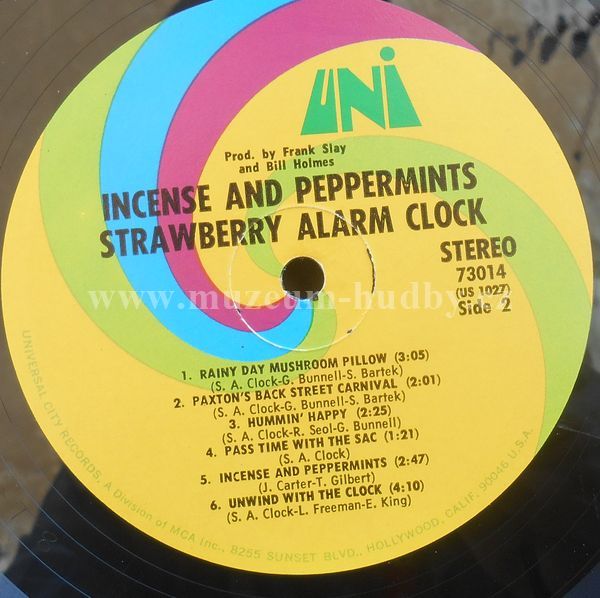 UNI
Prod. by Frank Slay
and Bill Holmes
INCENSE AND PEPPERMINTS
STRAWBERRY ALARM CLOCK
STEREO
73014
(US 1027)
Side 2
www.muzeum-hudby.cz
1. RAINY DAY MUSHROOM PILLOW (3:05)
(S. A. Clock-G. Bunnell-S. Bartek)
2. PAXTON'S BACK STREET CARNIVAL (2:01)
(S. A. Clock-G. Bunnell-S. Bartek)
3. HUMMIN' HAPPY (2:25)
(S. A. Clock-R. Seol-G. Bunnell)
4. PASS TIME WITH THE SAC (1:21)
(S. A. Clock)
5. INCENSE AND PEPPERMINTS (2:47)
(J. Carter-T. Gilbert)
6. UNWIND WITH THE CLOCK (4:10)
(S. A. Clock-L. Freeman-E. King)
UNIVERSAL CITY RECORDS, A Division of MCA Inc., 8255 SUNSET BLVD., HOLLYWOOD, CALIF. 90046 U.S.A.